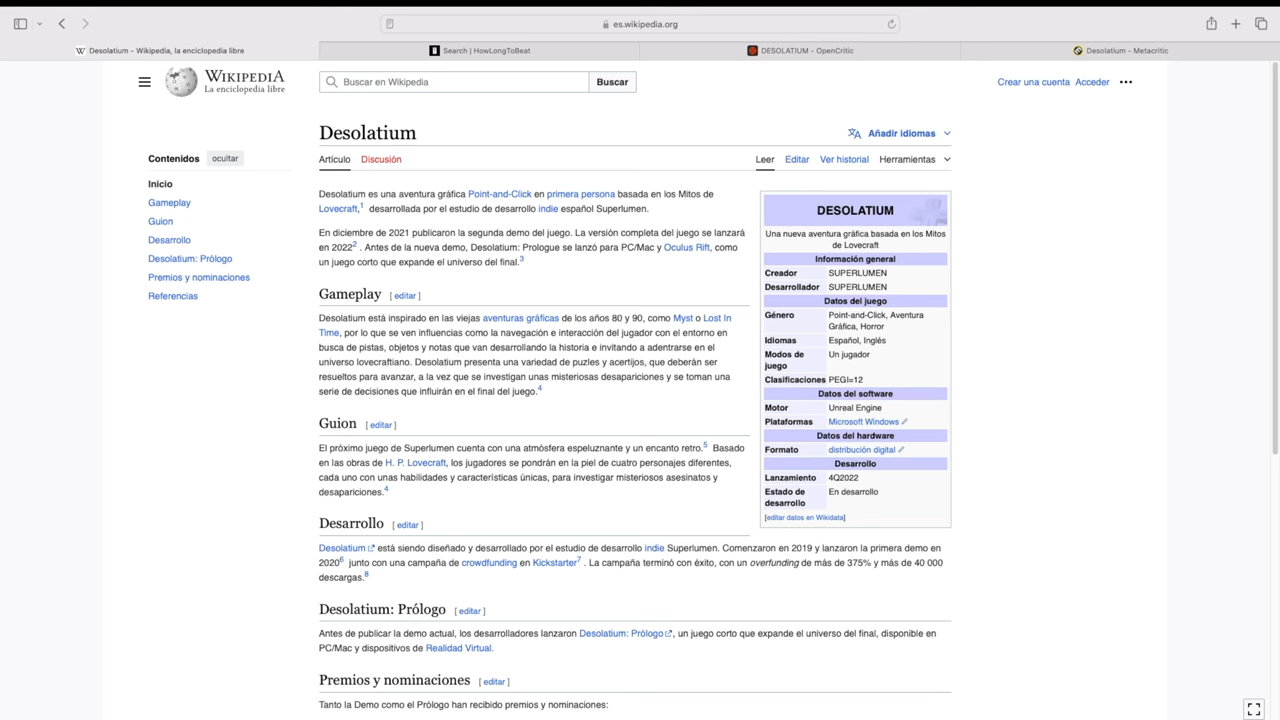 es.wikipedia.org
Desolatium - Wikipedia, la enciclopedia libre
Search | HowLongToBeat
DESOLATIUM - OpenCritic
Desolatium - Metacritic
WIKIPEDIA
La enciclopedia libre
Buscar en Wikipedia
Buscar
Crear una cuenta Acceder
Desolatium
Añadir idiomas
Contenidos ocultar
Artículo Discusión
Leer Editar Ver historial Herramientas
Inicio
Gameplay
Guion
Desarrollo
Desolatium: Prólogo
Premios y nominaciones
Referencias
Desolatium es una aventura gráfica Point-and-Click en primera persona basada en los Mitos de
Lovecraft,1 desarrollada por el estudio de desarrollo indie español Superlumen.
En diciembre de 2021 publicaron la segunda demo del juego. La versión completa del juego se lanzará
en 20222 . Antes de la nueva demo, Desolatium: Prologue se lanzó para PC/Mac y Oculus Rift, como
un juego corto que expande el universo del final.3
Gameplay [ editar ]
Desolatium está inspirado en las viejas aventuras gráficas de los años 80 y 90, como Myst o Lost In
Time, por lo que se ven influencias como la navegación e interacción del jugador con el entorno en
busca de pistas, objetos y notas que van desarrollando la historia e invitando a adentrarse en el
universo lovecraftiano. Desolatium presenta una variedad de puzles y acertijos, que deberán ser
resueltos para avanzar, a la vez que se investigan unas misteriosas desapariciones y se toman una
serie de decisiones que influirán en el final del juego.4
Guion [ editar ]
El próximo juego de Superlumen cuenta con una atmósfera espeluznante y un encanto retro.5 Basado
en las obras de H. P. Lovecraft, los jugadores se pondrán en la piel de cuatro personajes diferentes,
cada uno con unas habilidades y características únicas, para investigar misteriosos asesinatos y
desapariciones.4
DESOLATIUM
Una nueva aventura gráfica basada en los Mitos
de Lovecraft
Información general
Creador SUPERLUMEN
Desarrollador SUPERLUMEN
Datos del juego
Género Point-and-Click, Aventura
Gráfica, Horror
Idiomas Español, Inglés
Modos de Un jugador
juego
Clasificaciones PEGI=12
Datos del software
Motor Unreal Engine
Plataformas Microsoft Windows
Datos del hardware
Formato distribución digital
Desarrollo
Lanzamiento 4Q2022
Estado de En desarrollo
desarrollo
[editar datos en Wikidata]
Desarrollo [ editar ]
Desolatium está siendo diseñado y desarrollado por el estudio de desarrollo indie Superlumen. Comenzaron en 2019 y lanzaron la primera demo en
20206 junto con una campaña de crowdfunding en Kickstarter7 . La campaña terminó con éxito, con un overfunding de más de 375% y más de 40 000
descargas.8
Desolatium: Prólogo [ editar ]
Antes de publicar la demo actual, los desarrolladores lanzaron Desolatium: Prólogo, un juego corto que expande el universo del final, disponible en
PC/Mac y dispositivos de Realidad Virtual.
Premios y nominaciones [ editar ]
Tanto la Demo como el Prólogo han recibido premios y nominaciones: